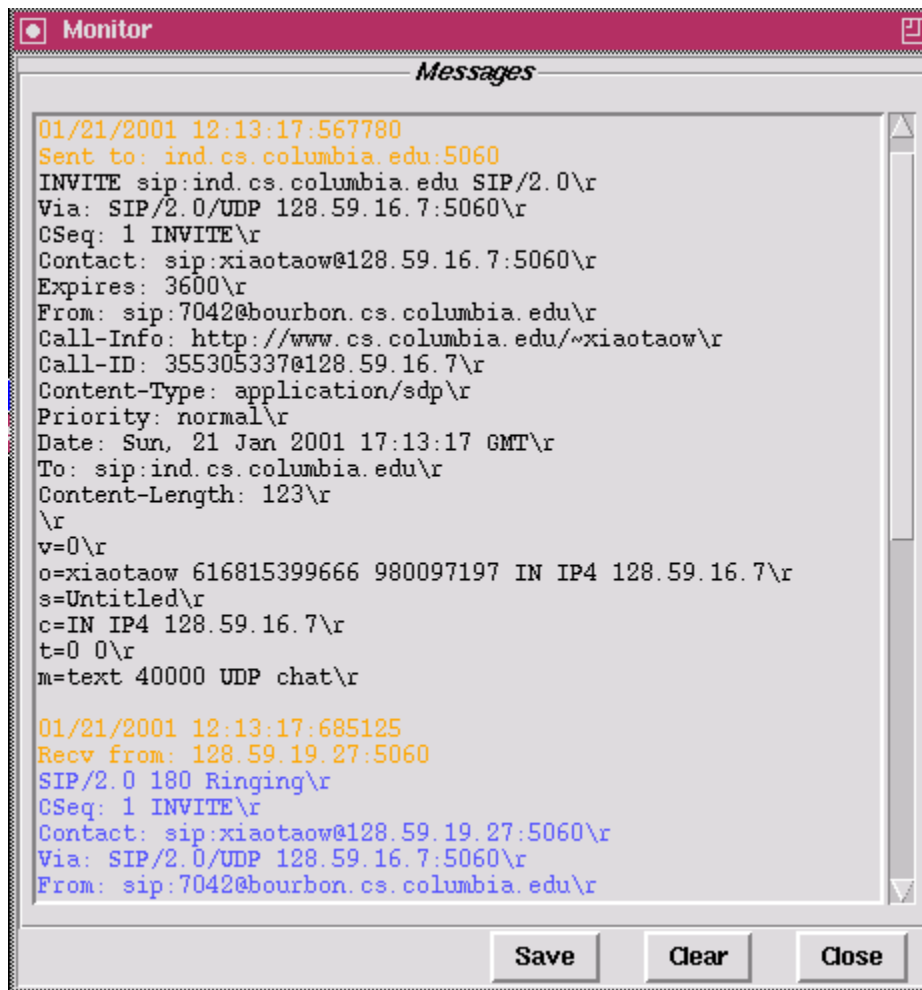 Monitor
Messages
01/21/2001 12:13:17:567780
Sent to: ind.cs.columbia.edu:5060
INVITE sip:ind.cs.columbia.edu SIP/2.0\r
Via: SIP/2.0/UDP 128.59.16.7:5060\r
CSeq: 1 INVITE\r
Contact: sip:xiaotaow@128.59.16.7:5060\r
Expires: 3600\r
From: sip:7042@bourbon.cs.columbia.edu\r
Call-Info: http://www.cs.columbia.edu/~xiaotaow\r
Call-ID: 355305337@128.59.16.7\r
Content-Type: application/sdp\r
Priority: normal\r
Date: Sun, 21 Jan 2001 17:13:17 GMT\r
To: sip:ind.cs.columbia.edu\r
Content-Length: 123\r
\r
v=0\r
o=xiaotaow 616815399666 980097197 IN IP4 128.59.16.7\r
s=Untitled\r
c=IN IP4 128.59.16.7\r
t=0 0\r
m=text 40000 UDP chat\r
01/21/2001 12:13:17:685125
Recv from: 128.59.19.27:5060
SIP/2.0 180 Ringing\r
CSeq: 1 INVITE\r
Contact: sip:xiaotaow@128.59.19.27:5060\r
Via: SIP/2.0/UDP 128.59.16.7:5060\r
From: sip:7042@bourbon.cs.columbia.edu\r
Save Clear Close